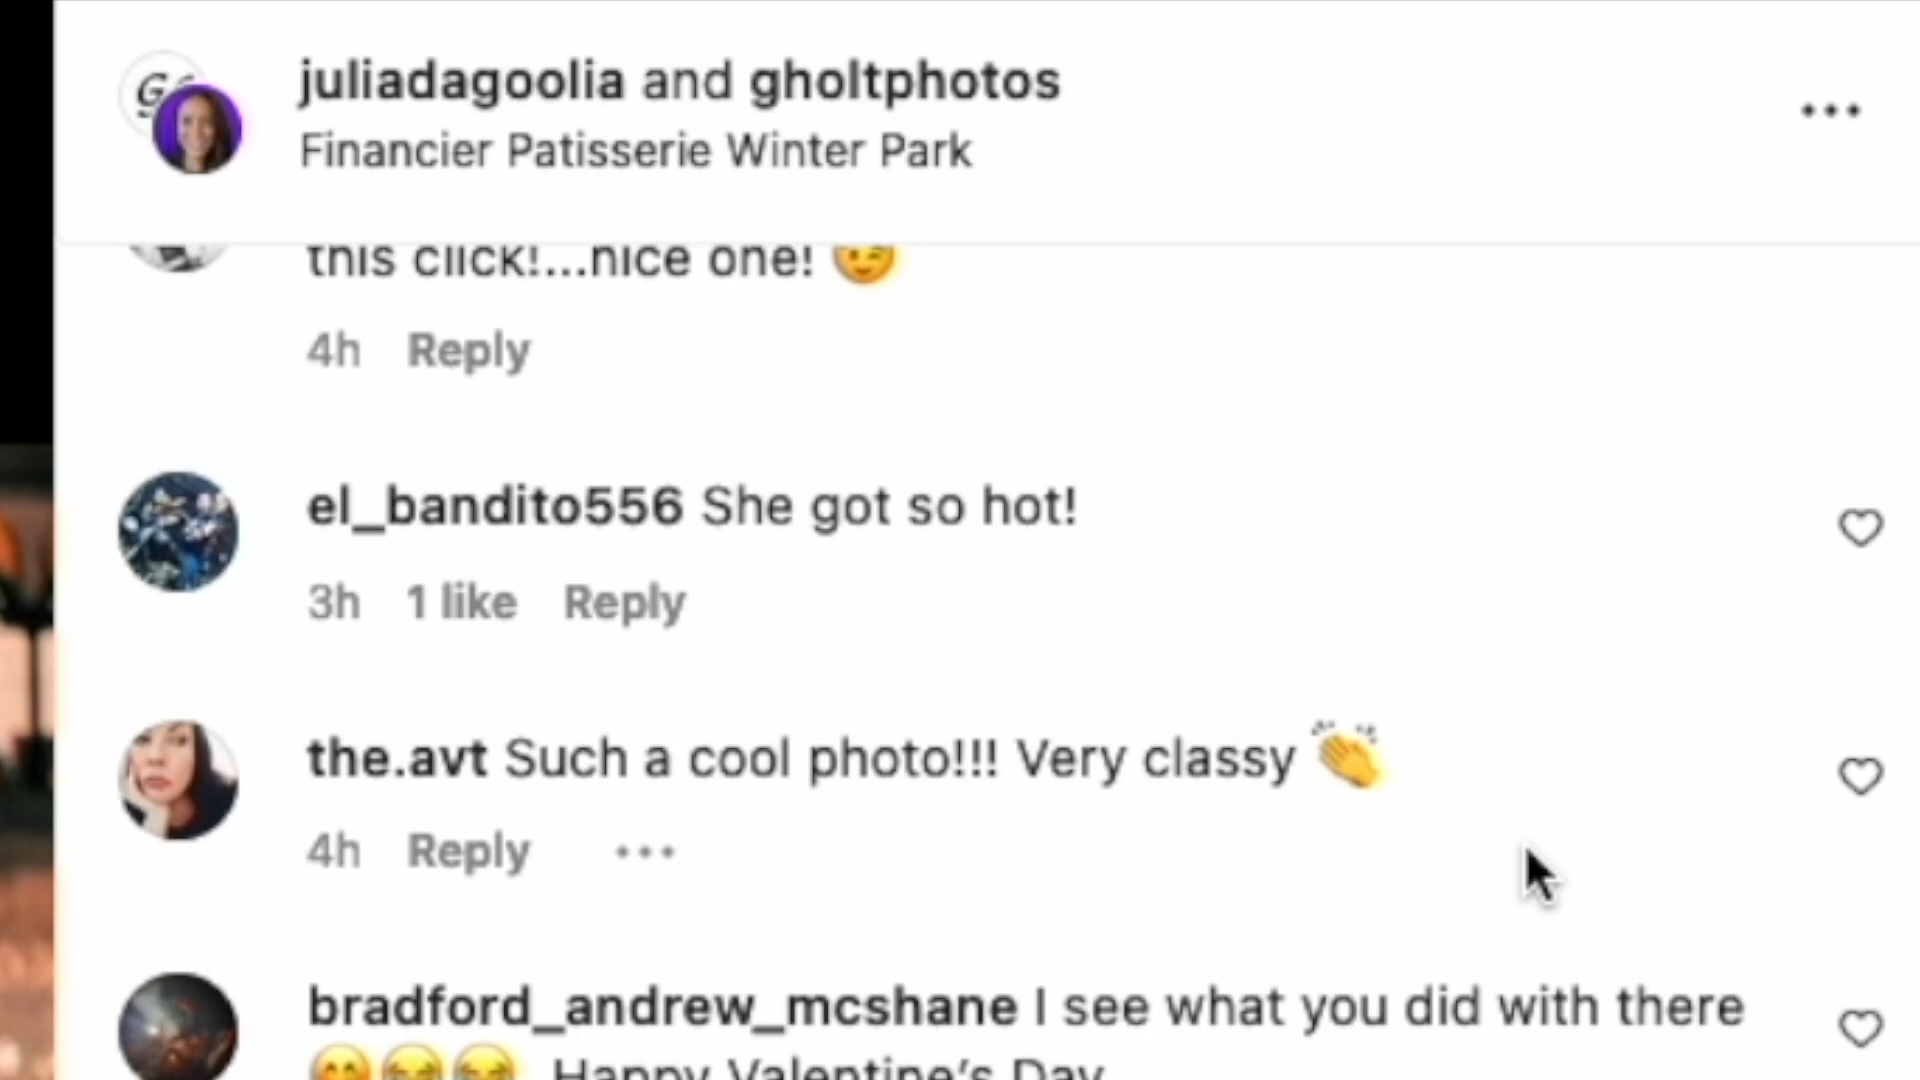 juliadagoolia and gholtphotos
Financier Patisserie Winter Park
this click!...nice one! 😉
4h Reply
el_bandito556 She got so hot!
3h 1 like Reply
the.avt Such a cool photo!!! Very classy 👏
4h Reply
bradford_andrew_mcshane I see what you did with there
😊😂😂 Happy Valentine's Day